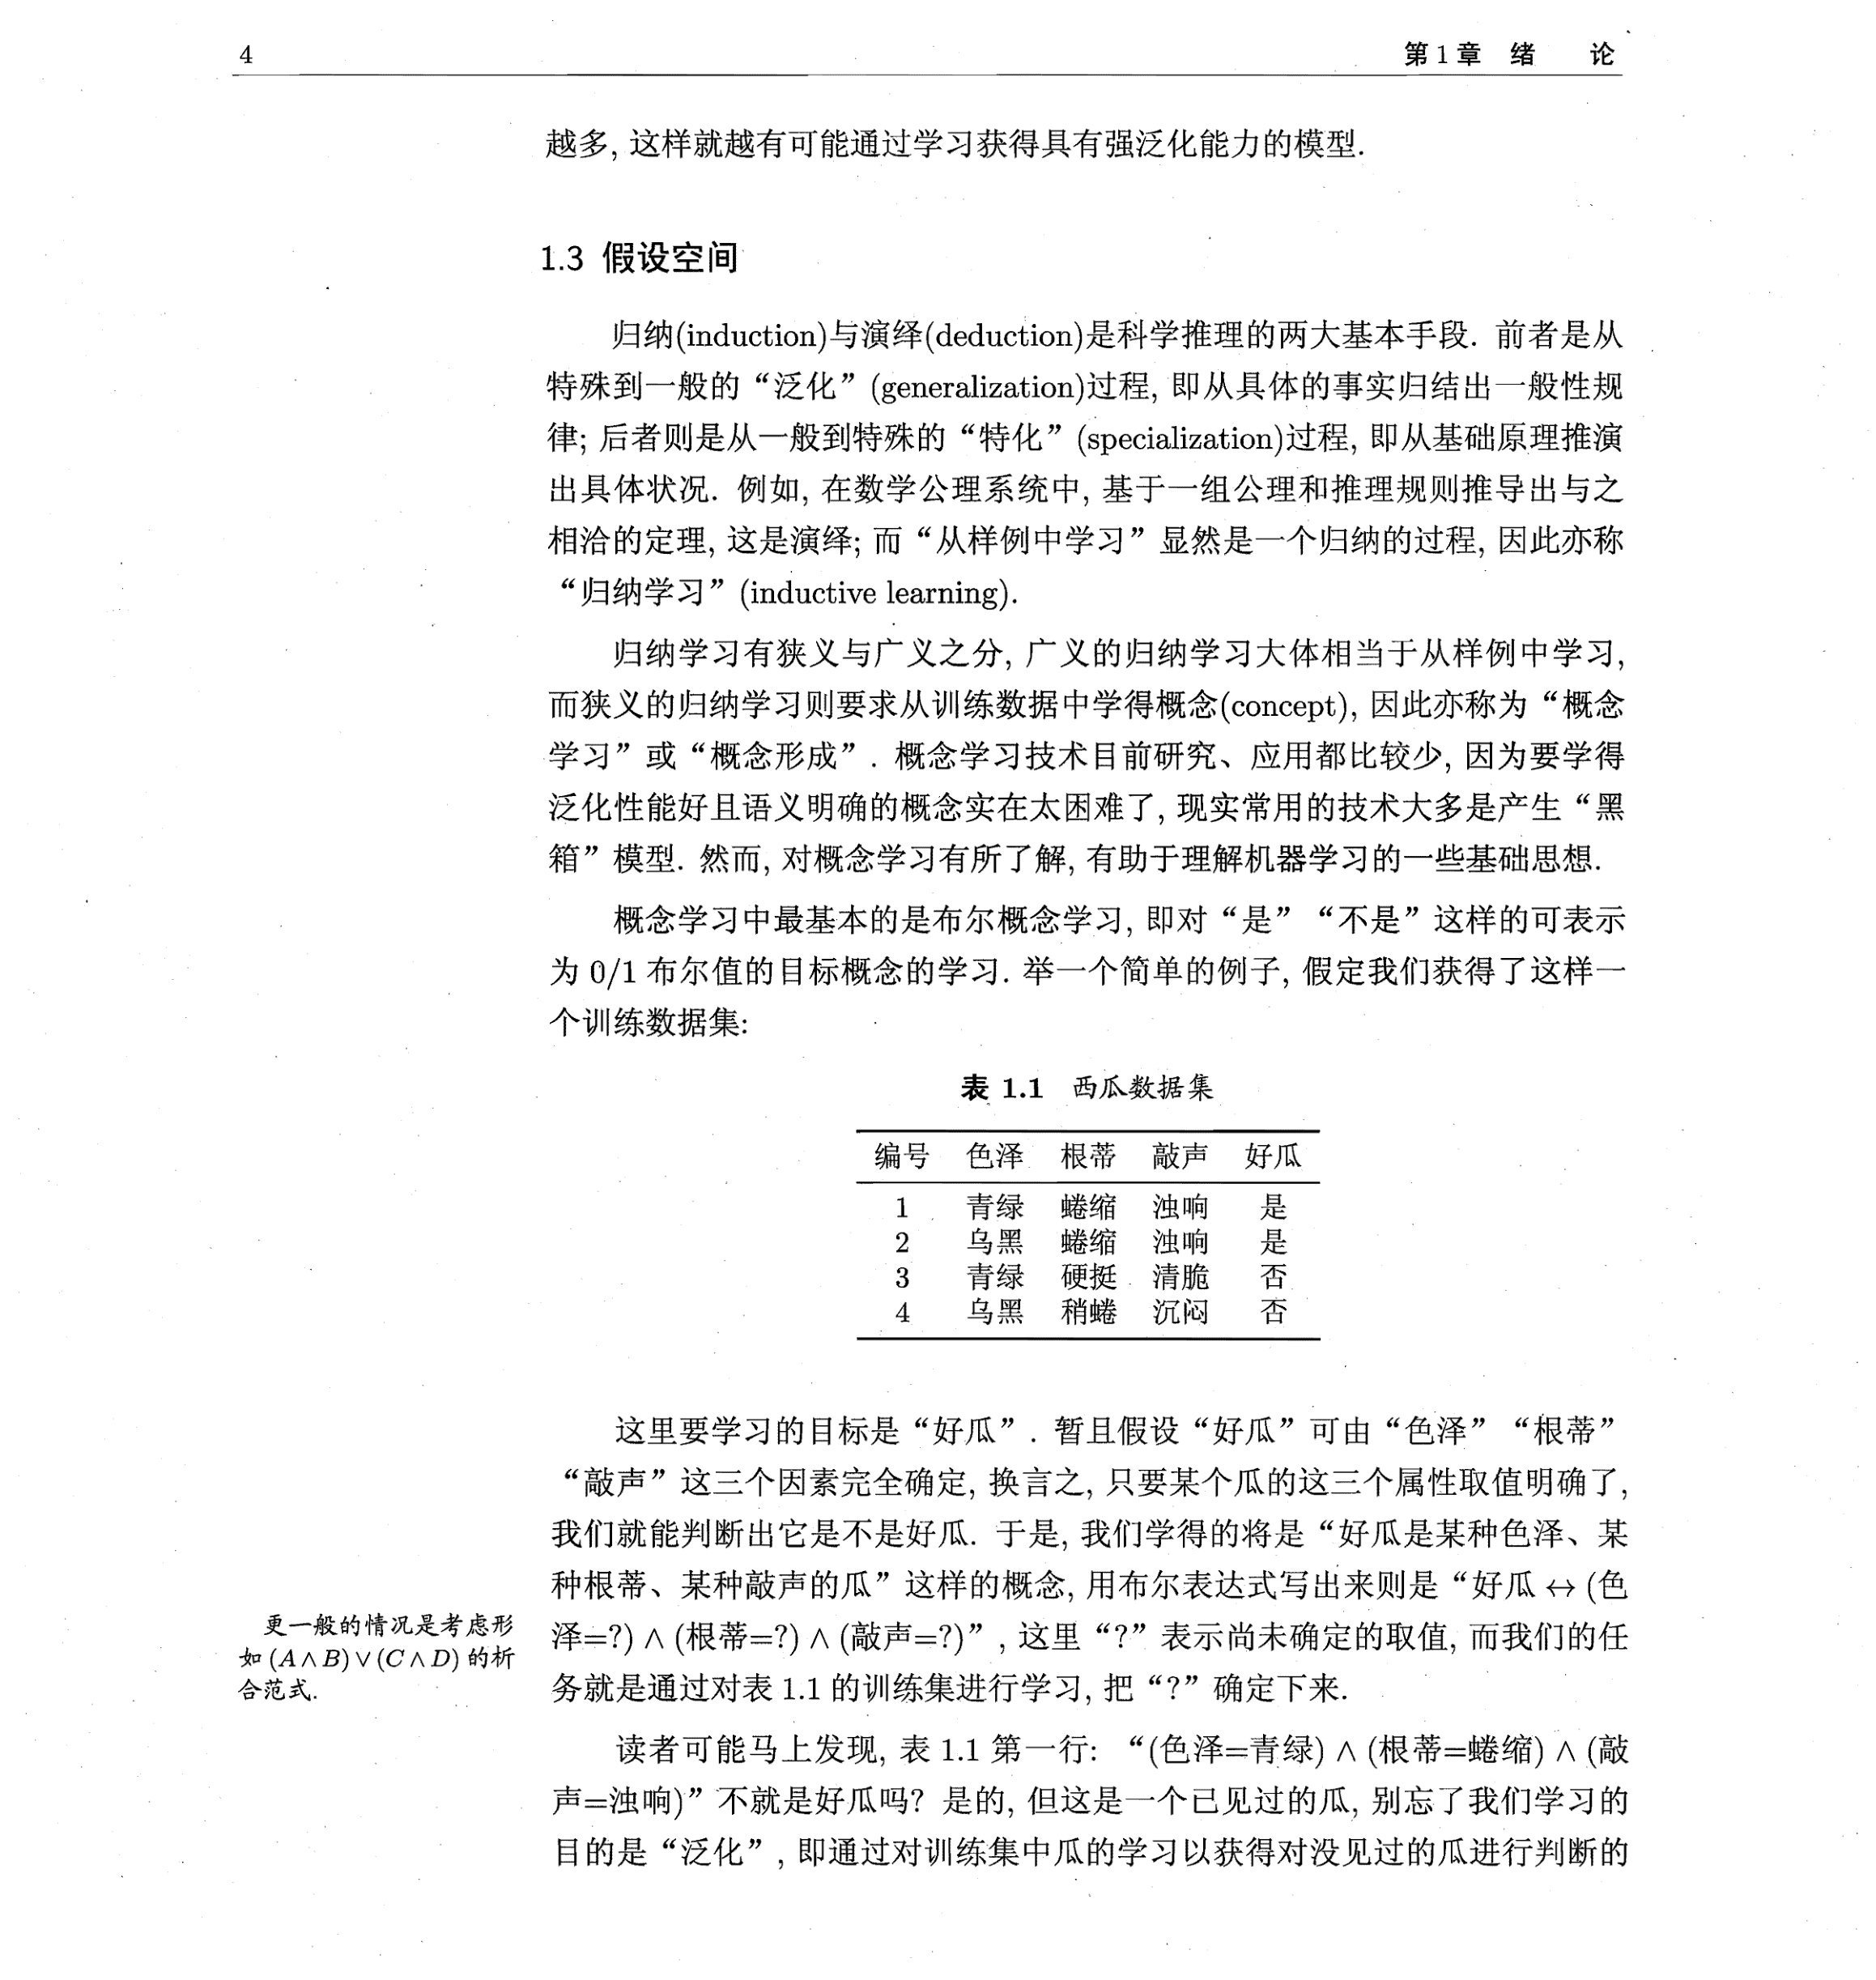 4
第 1 章 绪 论
越多, 这样就越有可能通过学习获得具有强泛化能力的模型.
1.3 假设空间
归纳(induction)与演绎(deduction)是科学推理的两大基本手段. 前者是从
特殊到一般的“泛化”(generalization)过程, 即从具体的事实归结出一般性规
律; 后者则是从一般到特殊的“特化”(specialization)过程, 即从基础原理推演
出具体状况. 例如, 在数学公理系统中, 基于一组公理和推理规则推导出与之
相洽的定理, 这是演绎; 而“从样例中学习”显然是一个归纳的过程, 因此亦称
“归纳学习”(inductive learning).
归纳学习有狭义与广义之分, 广义的归纳学习大体相当于从样例中学习,
而狭义的归纳学习则要求从训练数据中学得概念(concept), 因此亦称为“概念
学习”或“概念形成”. 概念学习技术目前研究、应用都比较少, 因为要学得
泛化性能好且语义明确的概念实在太困难了, 现实常用的技术大多是产生“黑
箱”模型. 然而, 对概念学习有所了解, 有助于理解机器学习的一些基础思想.
概念学习中最基本的是布尔概念学习, 即对“是”“不是”这样的可表示
为 0/1 布尔值的目标概念的学习. 举一个简单的例子, 假定我们获得了这样一
个训练数据集:
表 1.1 西瓜数据集
编号 色泽 根蒂 敲声 好瓜
1 青绿 蜷缩 浊响 是
2 乌黑 蜷缩 浊响 是
3 青绿 硬挺 清脆 否
4 乌黑 稍蜷 沉闷 否
这里要学习的目标是“好瓜”. 暂且假设“好瓜”可由“色泽”“根蒂”
“敲声”这三个因素完全确定, 换言之, 只要某个瓜的这三个属性取值明确了,
我们就能判断出它是不是好瓜. 于是, 我们学得的将是“好瓜是某种色泽、某
种根蒂、某种敲声的瓜”这样的概念, 用布尔表达式写出来则是“好瓜 ↔ (色
泽=?) ∧ (根蒂=?) ∧ (敲声=?)”, 这里“?”表示尚未确定的取值, 而我们的任
务就是通过对表 1.1 的训练集进行学习, 把“?”确定下来.
更一般的情况是考虑形
如 (A ∧ B) ∨ (C ∧ D) 的析
合范式.
读者可能马上发现, 表 1.1 第一行: “(色泽=青绿) ∧ (根蒂=蜷缩) ∧ (敲
声=浊响)”不就是好瓜吗? 是的, 但这是一个已见过的瓜, 别忘了我们学习的
目的是“泛化”, 即通过对训练集中瓜的学习以获得对没见过的瓜进行判断的